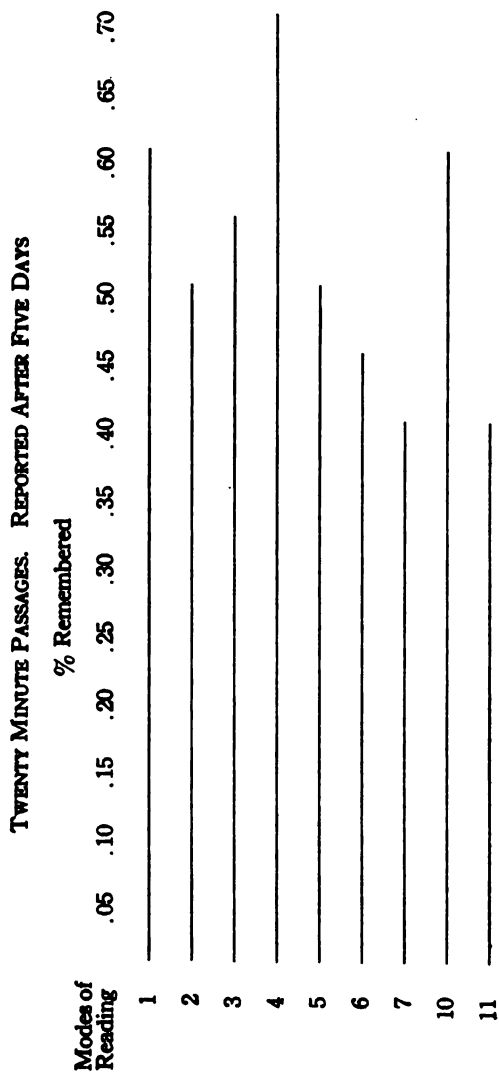 TWENTY MINUTE PASSAGES. REPORTED AFTER FIVE DAYS
% Remembered
Modes of
Reading .05 .10 .15 .20 .25 .30 .35 .40 .45 .50 .55 .60 .65 .70
1
2
3
4
5
6
7
10
11